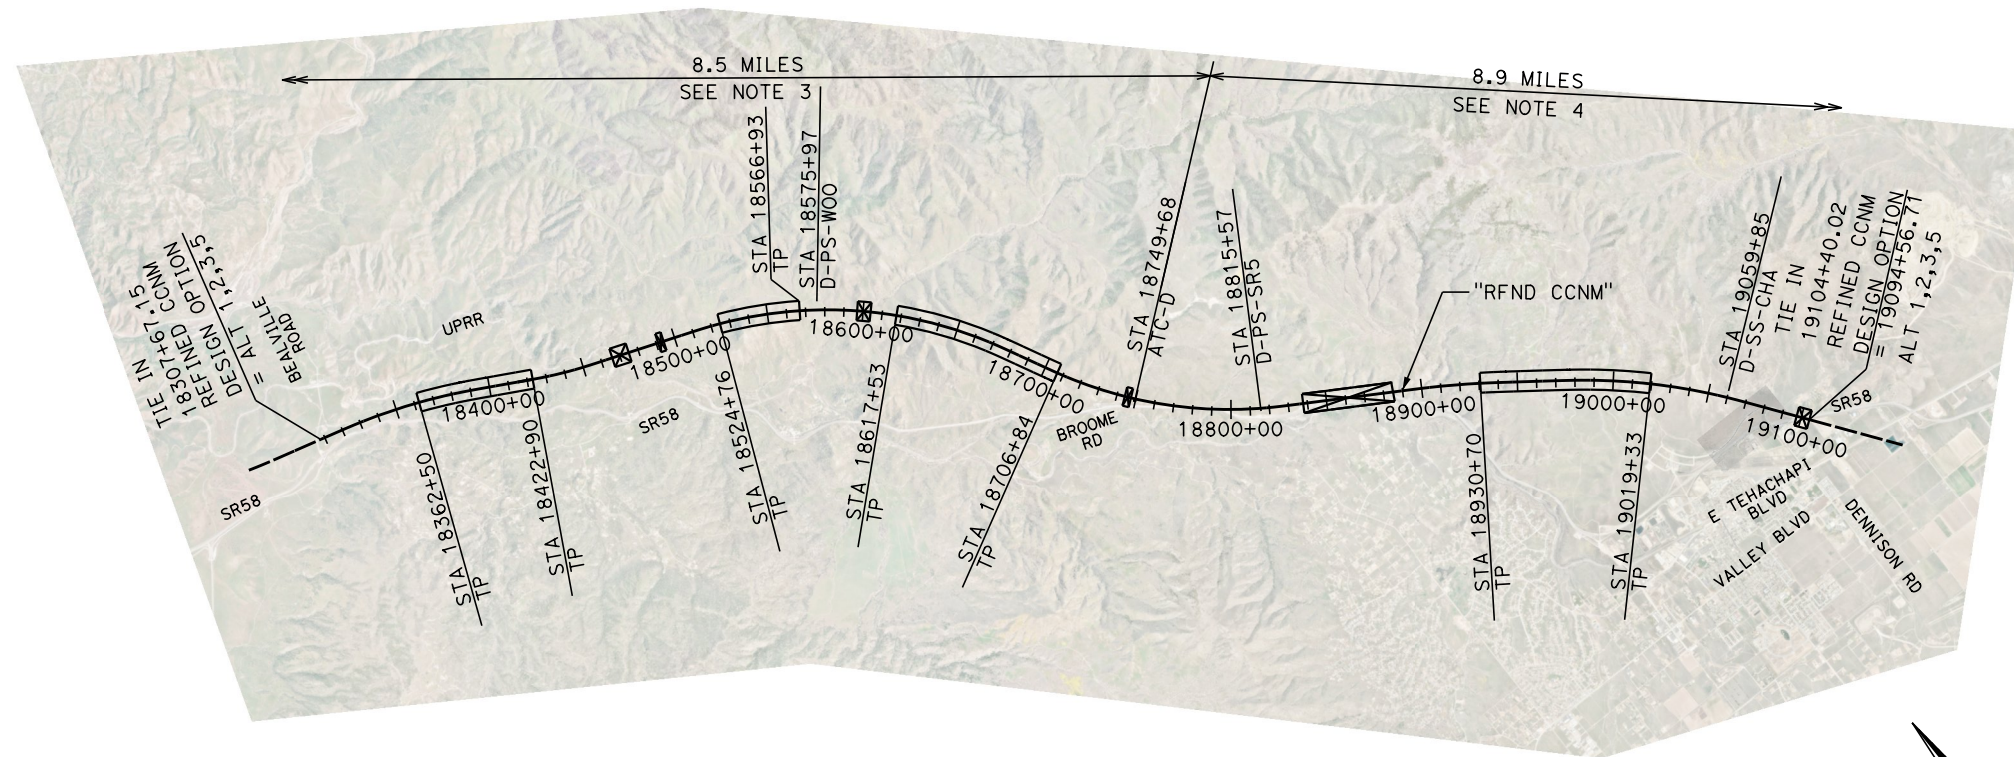 8.5 MILES
SEE NOTE 3
8.9 MILES
SEE NOTE 4
TIE IN
18307+67.15
REFINED CCNM
DESIGN OPTION
= ALT 1,2,3,5
BEALVILLE
ROAD
UPRR
STA 18566+93
TP
STA 18575+97
D-PS-WOO
STA 18749+68
ATC-D
STA 18815+57
D-PS-SR5
"RFND CCNM"
STA 19059+85
D-SS-CHA
TIE IN
19104+40.02
REFINED CCNM
DESIGN OPTION
= 19094+56.71
ALT 1,2,3,5
18400+00
18500+00
18600+00
18700+00
18800+00
18900+00
19000+00
19100+00
SR58
SR58
SR58
BROOME
RD
STA 18362+50
TP
STA 18422+90
TP
STA 18524+76
TP
STA 18617+53
TP
STA 18706+84
TP
STA 18930+70
TP
STA 19019+33
TP
E TEHACHAPI
BLVD
VALLEY BLVD
DENNISON RD